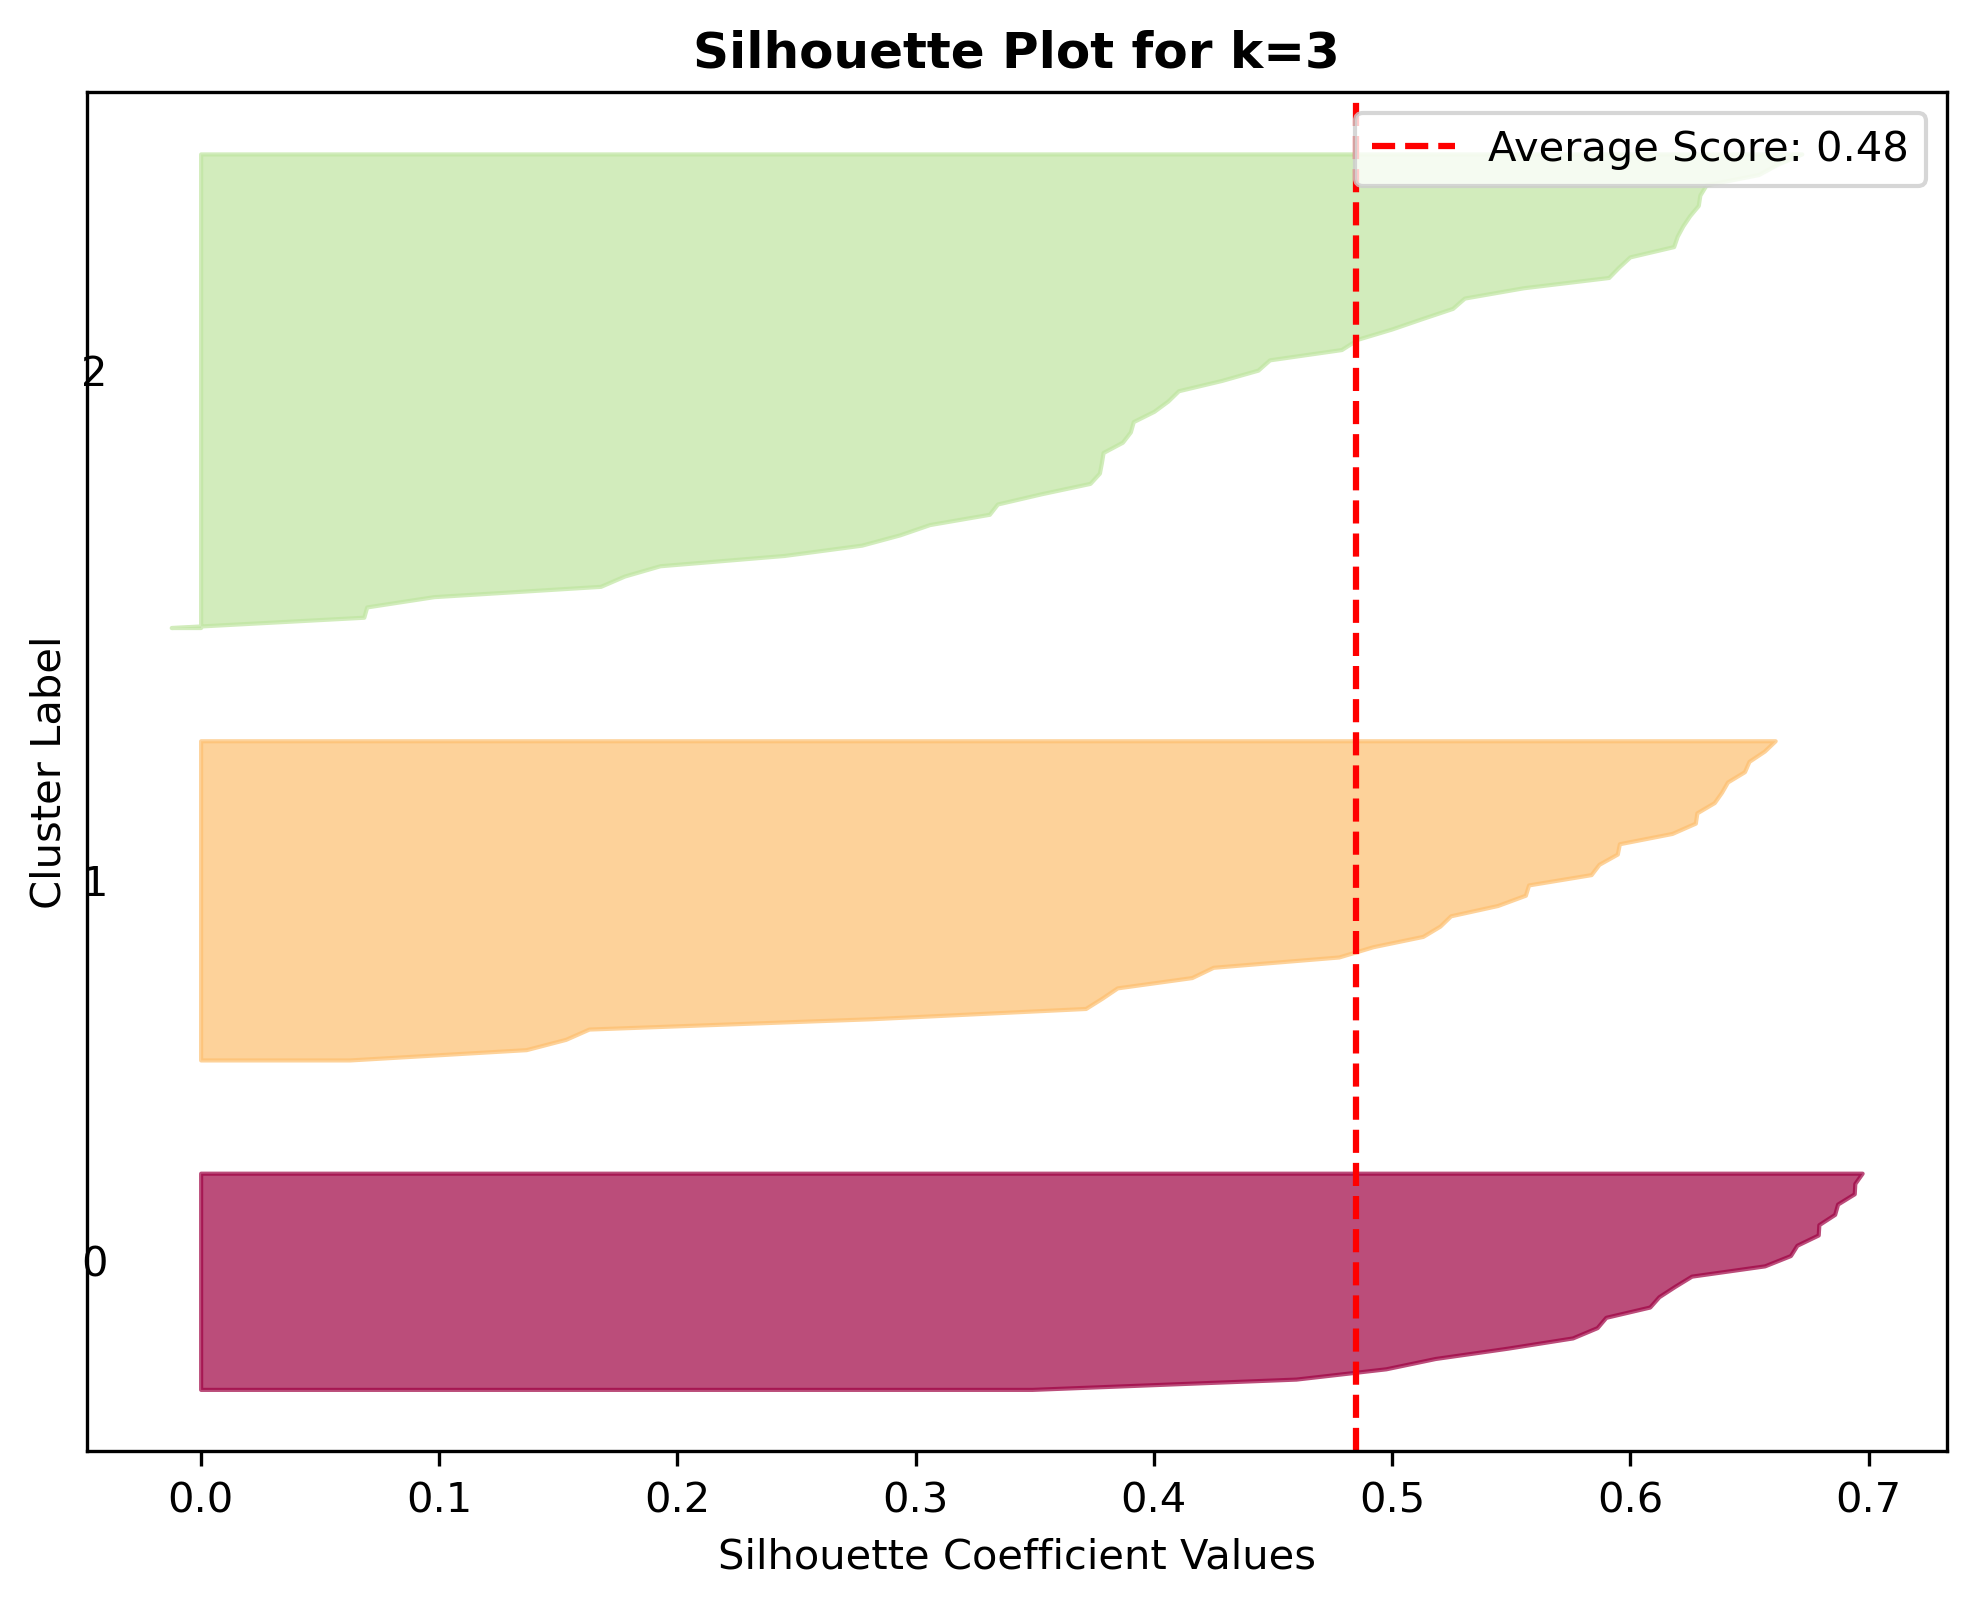 Silhouette Plot for k=3
Average Score: 0.48
2
1
0
Cluster Label
0.0 0.1 0.2 0.3 0.4 0.5 0.6 0.7
Silhouette Coefficient Values